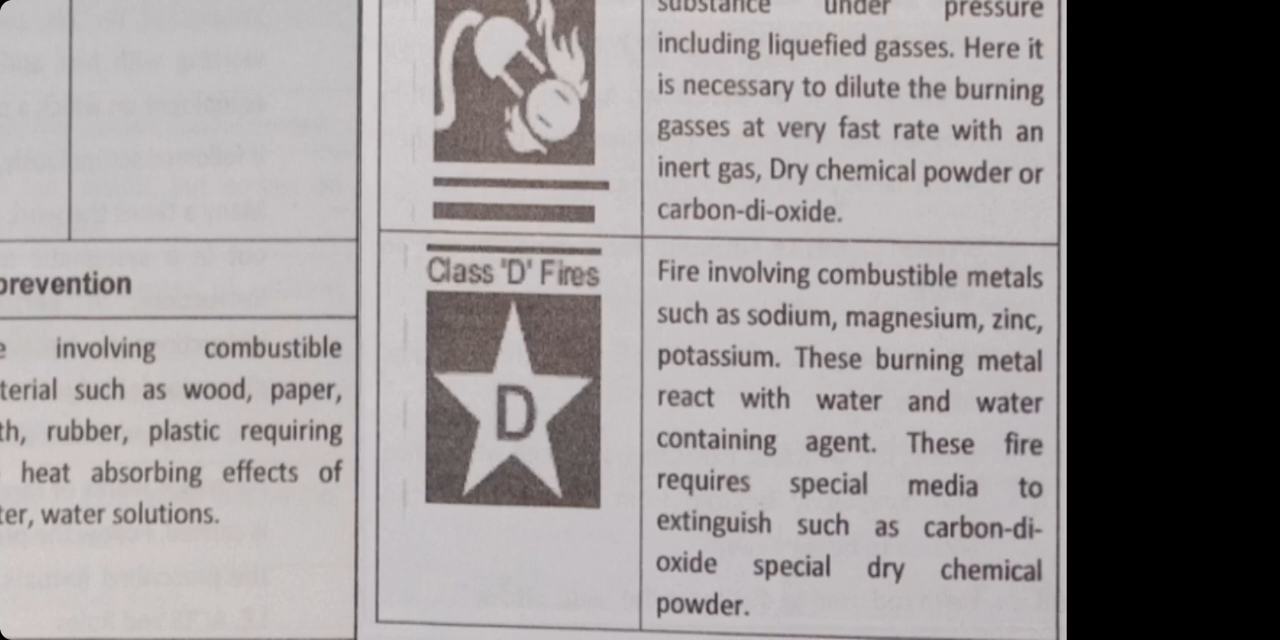 prevention
involving combustible
such as wood, paper,
rubber, plastic requiring
heat absorbing effects of
water solutions.
substance under pressure
including liquefied gasses. Here it
is necessary to dilute the burning
gasses at very fast rate with an
inert gas, Dry chemical powder or
carbon-di-oxide.
Class 'D' Fires
D
Fire involving combustible metals
such as sodium, magnesium, zinc,
potassium. These burning metal
react with water and water
containing agent. These fire
requires special media to
extinguish such as carbon-di-
oxide special dry chemical
powder.